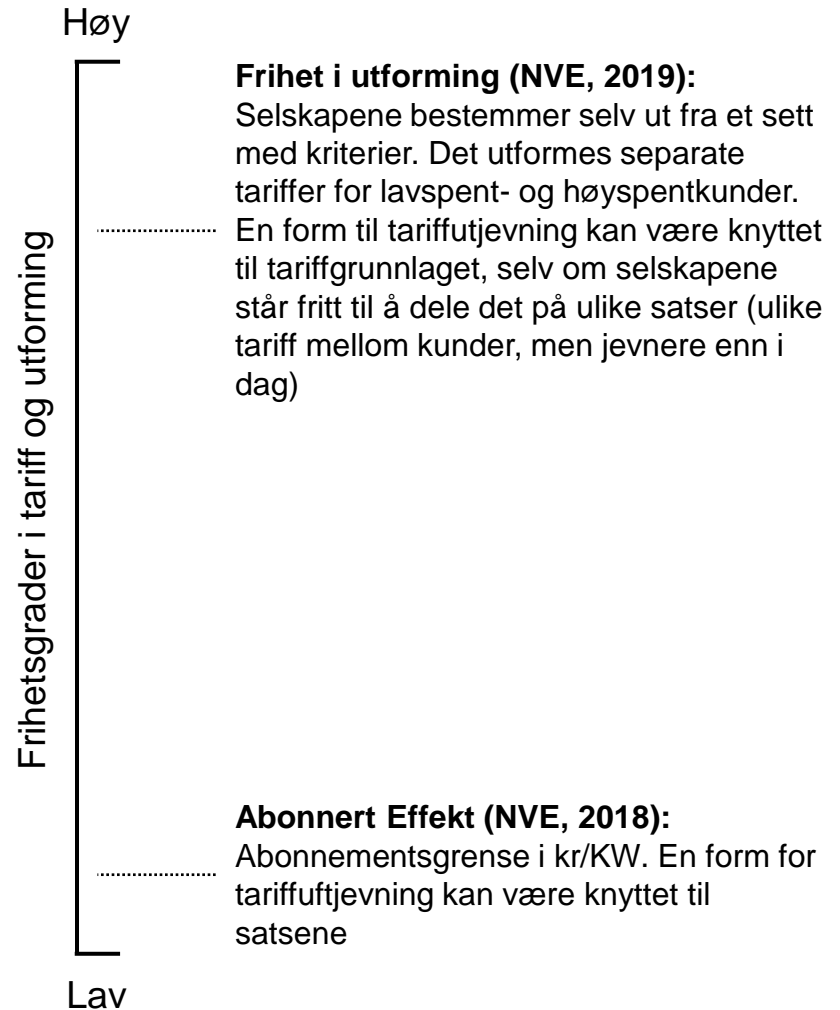 Høy
Frihetsgrader i tariff og utforming
Frihet i utforming (NVE, 2019):
Selskapene bestemmer selv ut fra et sett
med kriterier. Det utformes separate
tariffer for lavspent- og høyspentkunder.
En form til tariffutjevning kan være knyttet
til tariffgrunnlaget, selv om selskapene
står fritt til å dele det på ulike satser (ulike
tariff mellom kunder, men jevnere enn i
dag)
Abonnert Effekt (NVE, 2018):
Abonnementsgrense i kr/KW. En form for
tariffuftjevning kan være knyttet til
satsene
Lav